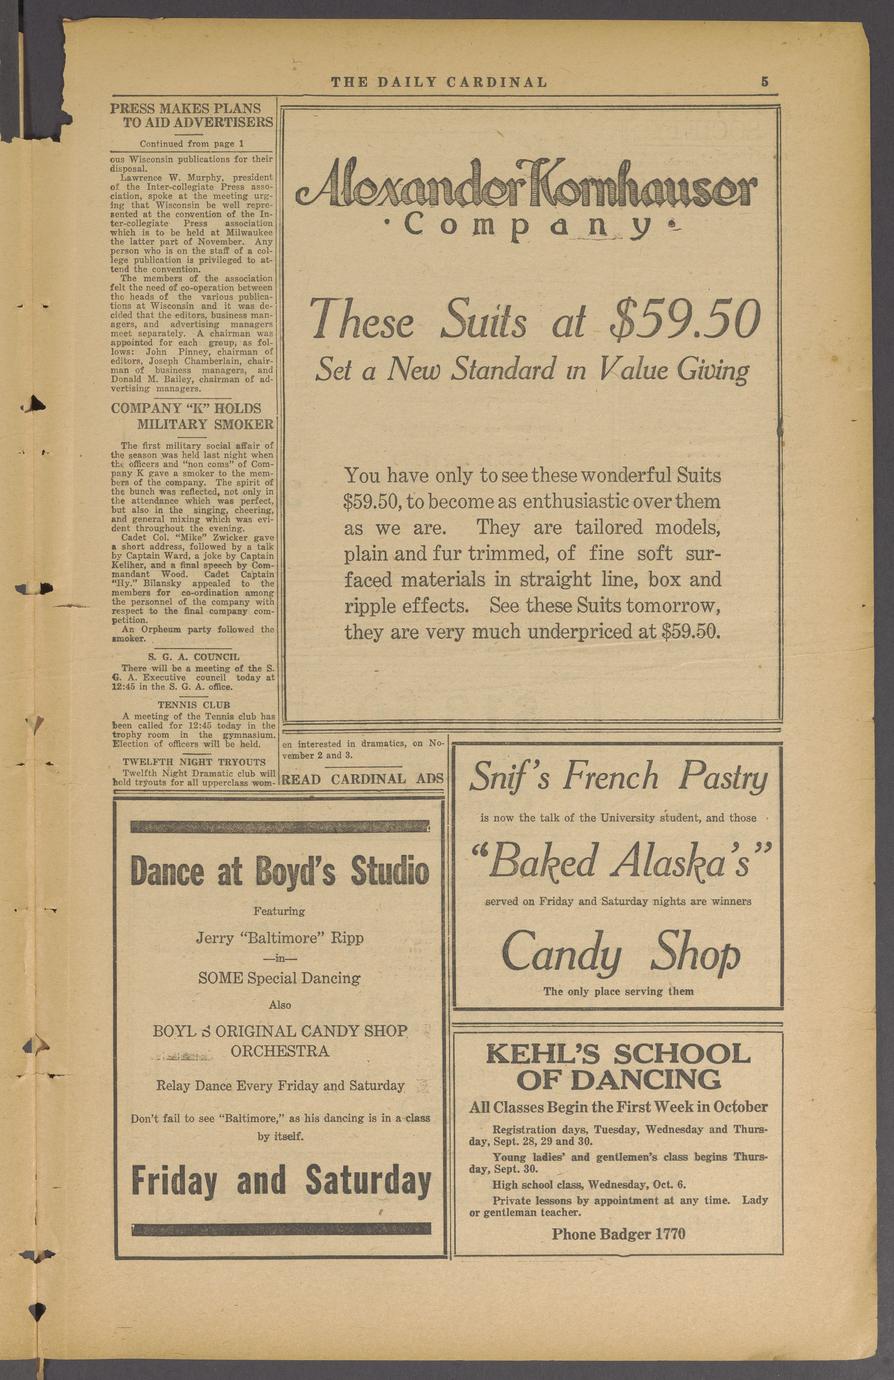 THE DAILY CARDINAL 5
PRESS MAKES PLANS
TO AID ADVERTISERS
Continued from page 1
ous Wisconsin publications for their
disposal.
Lawrence W. Murphy, president
of the Inter-collegiate Press asso-
ciation, spoke at the meeting urg-
ing that Wisconsin be well repre-
sented at the convention of the In-
ter-collegiate Press association
which is to be held at Milwaukee
the latter part of November. Any
person who is on the staff of a col-
lege publication is privileged to at-
tend the convention.
The members of the association
felt the need of co-operation between
the heads of the various publica-
tions at Wisconsin and it was de-
cided that the editors, business man-
agers, and advertising managers
meet separately. A chairman was
appointed for each group, as fol-
lows: John Pinney, chairman of
editors, Joseph Chamberlain, chair-
man of business managers, and
Donald M. Bailey, chairman of ad-
vertising managers.
COMPANY "K" HOLDS
MILITARY SMOKER
The first military social affair of
the season was held last night when
the officers and "non coms" of Com-
pany K gave a smoker to the mem-
bers of the company. The spirit of
the bunch was reflected, not only in
the attendance which was perfect,
but also in the singing, cheering,
and general mixing which was evi-
dent throughout the evening.
Cadet Col. "Mike" Zwicker gave
a short address, followed by a talk
by Captain Ward, a joke by Captain
Keliher, and a final speech by Com-
mandant Wood. Cadet Captain
"Hy." Bilansky appealed to the
members for co-ordination among
the personnel of the company with
respect to the final company com-
petition.
An Orpheum party followed the
smoker.
S. G. A. COUNCIL
There will be a meeting of the S.
G. A. Executive council today at
12:45 in the S. G. A. office.
TENNIS CLUB
A meeting of the Tennis club has
been called for 12:45 today in the
trophy room in the gymnasium.
Election of officers will be held.
TWELFTH NIGHT TRYOUTS
Twelfth Night Dramatic club will
hold tryouts for all upperclass wom-
en interested in dramatics, on No-
vember 2 and 3.
READ CARDINAL ADS
Alexander Kornhauser
·Company·
These Suits at $59.50
Set a New Standard in Value Giving
You have only to see these wonderful Suits
$59.50, to become as enthusiastic over them
as we are. They are tailored models,
plain and fur trimmed, of fine soft sur-
faced materials in straight line, box and
ripple effects. See these Suits tomorrow,
they are very much underpriced at $59.50.
Dance at Boyd's Studio
Featuring
Jerry "Baltimore" Ripp
—in—
SOME Special Dancing
Also
BOYL S ORIGINAL CANDY SHOP
ORCHESTRA
Relay Dance Every Friday and Saturday
Don't fail to see "Baltimore," as his dancing is in a class
by itself.
Friday and Saturday
Snif's French Pastry
is now the talk of the University student, and those
"Baked Alaska's"
served on Friday and Saturday nights are winners
Candy Shop
The only place serving them
KEHL'S SCHOOL
OF DANCING
All Classes Begin the First Week in October
Registration days, Tuesday, Wednesday and Thurs-
day, Sept. 28, 29 and 30.
Young ladies' and gentlemen's class begins Thurs-
day, Sept. 30.
High school class, Wednesday, Oct. 6.
Private lessons by appointment at any time. Lady
or gentleman teacher.
Phone Badger 1770